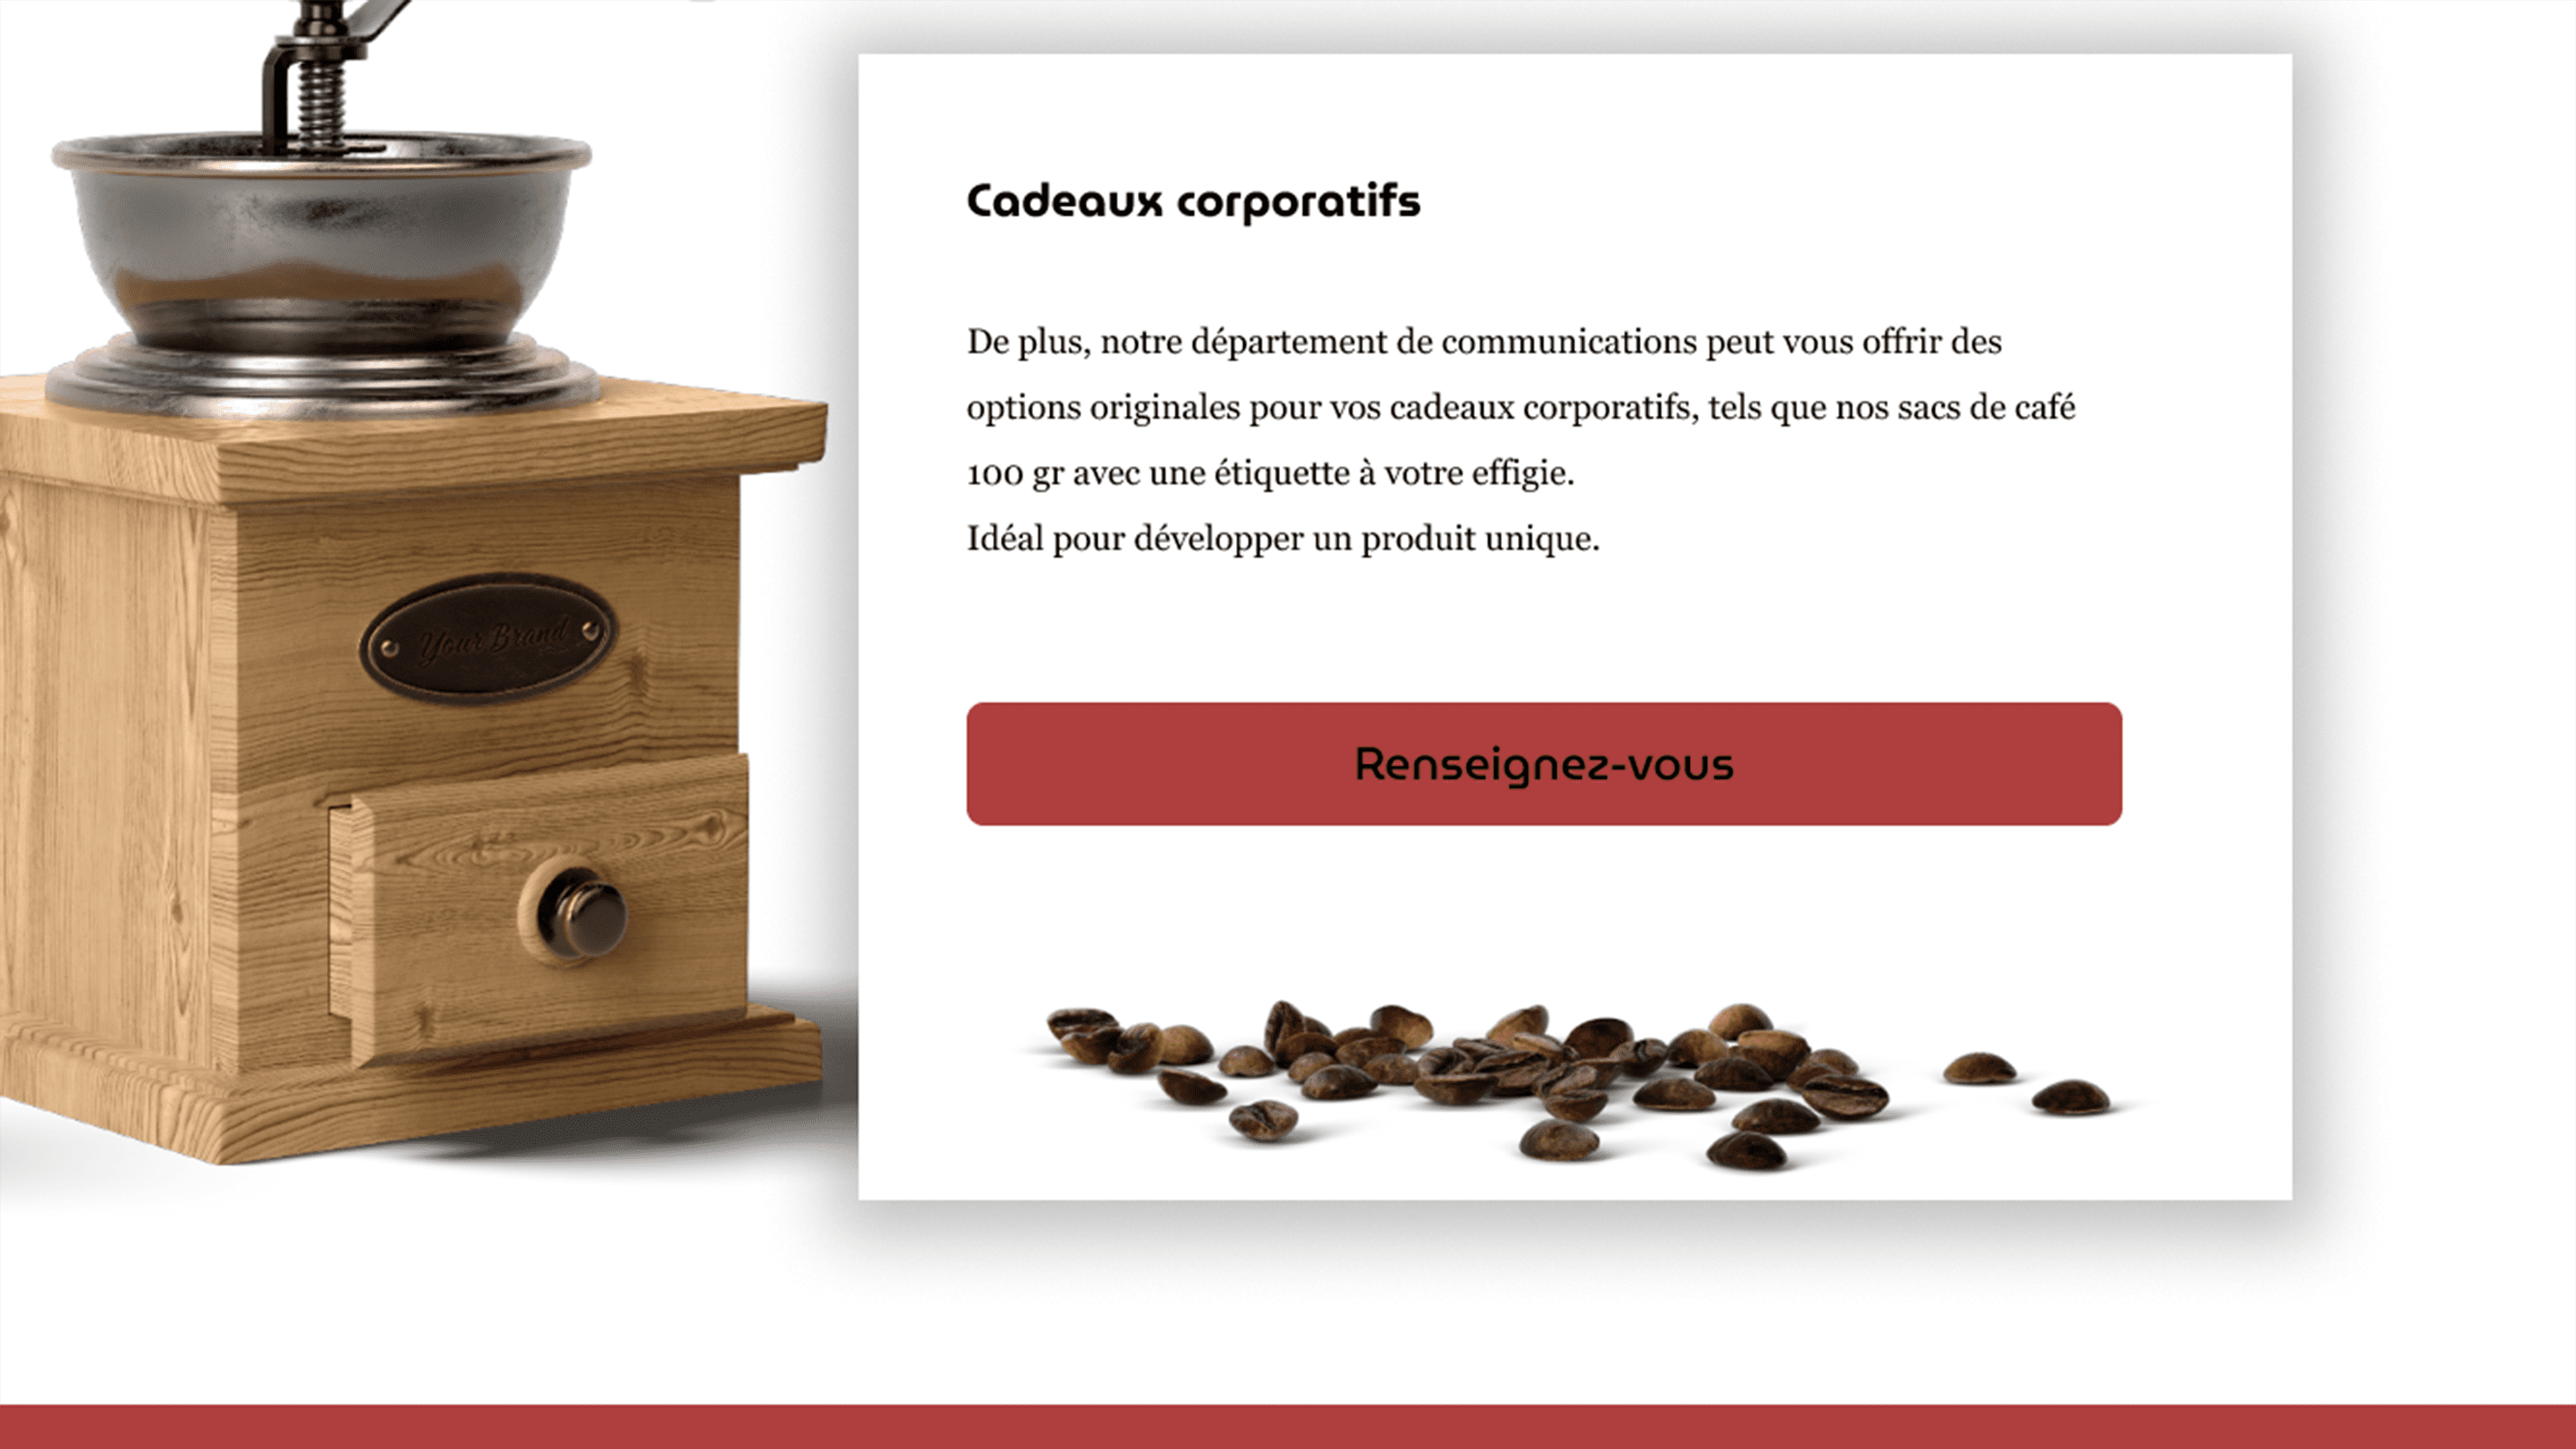 Cadeaux corporatifs
De plus, notre département de communications peut vous offrir des
options originales pour vos cadeaux corporatifs, tels que nos sacs de café
100 gr avec une étiquette à votre effigie.
Idéal pour développer un produit unique.
Your Brand
Renseignez-vous